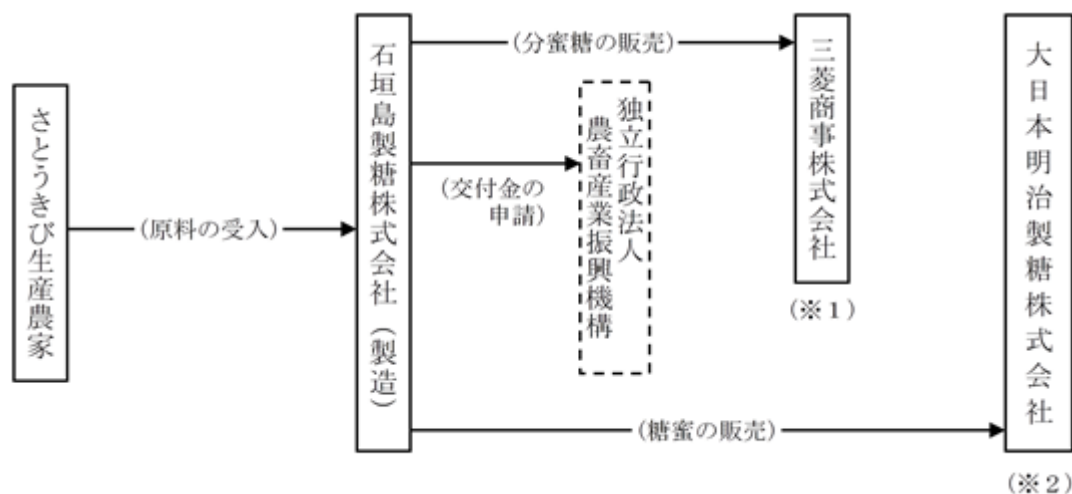 さとうきび生産農家
(原料の受入)
石垣島製糖株式会社(製造)
(分蜜糖の販売)
(交付金の
申請)
独立行政法人
農畜産業振興機構
(糖蜜の販売)
三菱商事株式会社
(※1)
大日本明治製糖株式会社
(※2)